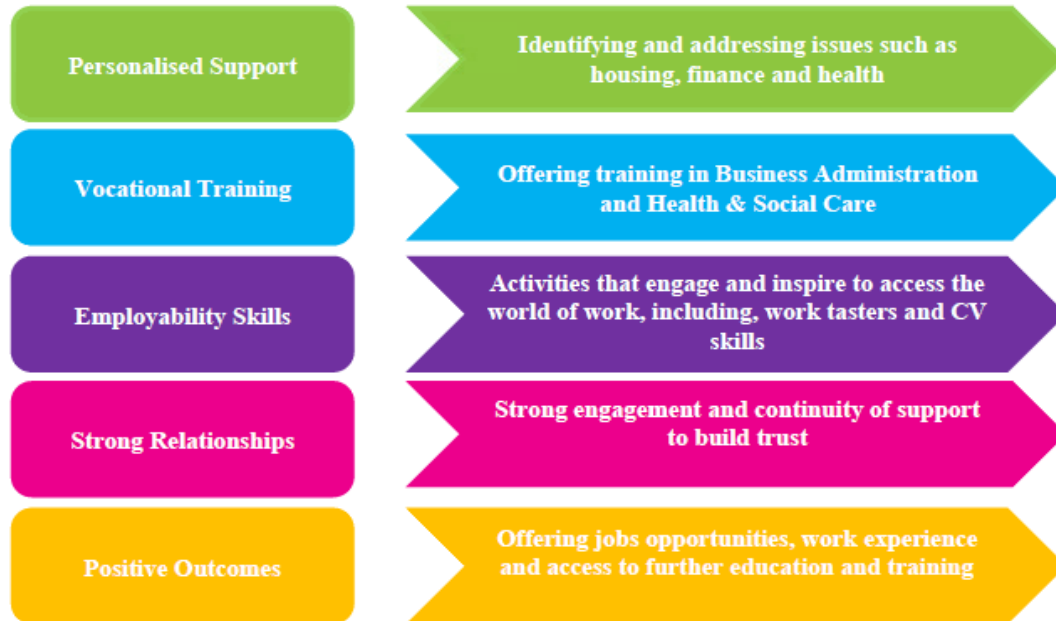 Personalised Support
Identifying and addressing issues such as
housing, finance and health
Vocational Training
Offering training in Business Administration
and Health & Social Care
Employability Skills
Activities that engage and inspire to access the
world of work, including, work tasters and CV
skills
Strong Relationships
Strong engagement and continuity of support
to build trust
Positive Outcomes
Offering jobs opportunities, work experience
and access to further education and training